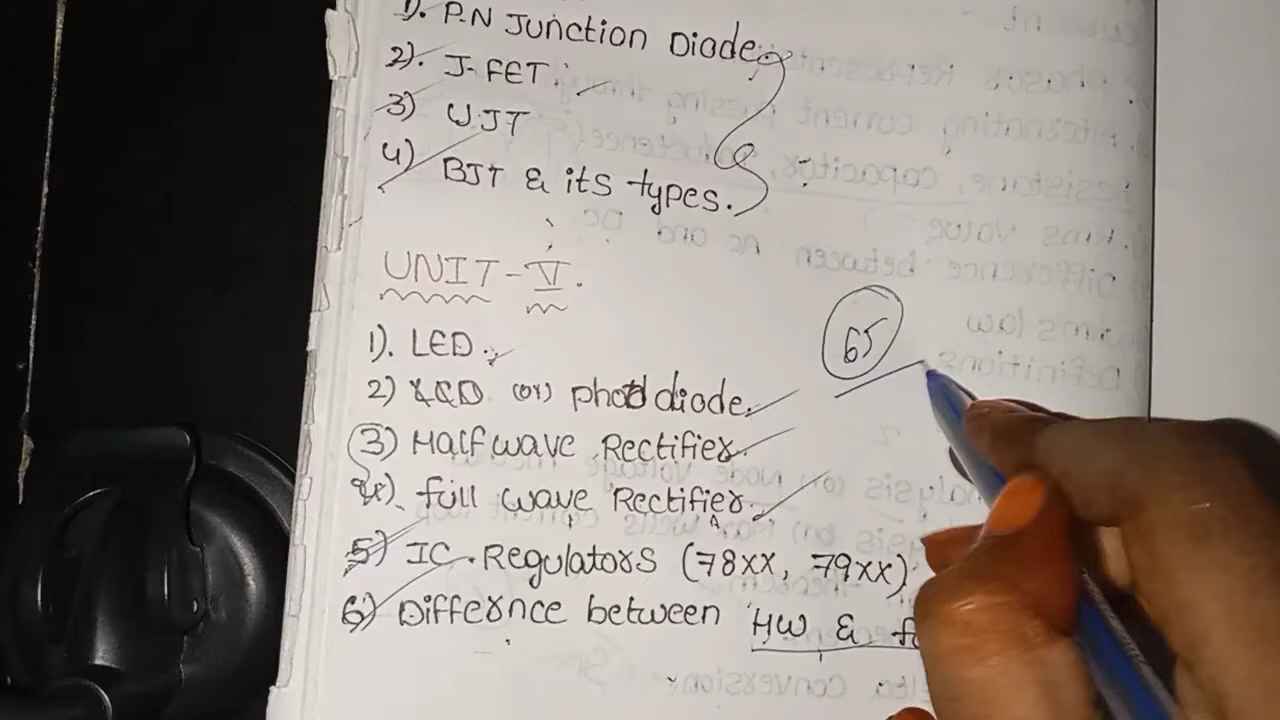 1). P-N Junction Diode
2). J-FET
3) UJT
4) BJT & its types.
UNIT-V.
1). LED.
2) LCD (or) photodiode.
65
3) Half wave Rectifier.
4). full wave Rectifier.
5) IC. Regulators (78XX, 79XX)
6) Differnce between HW & f